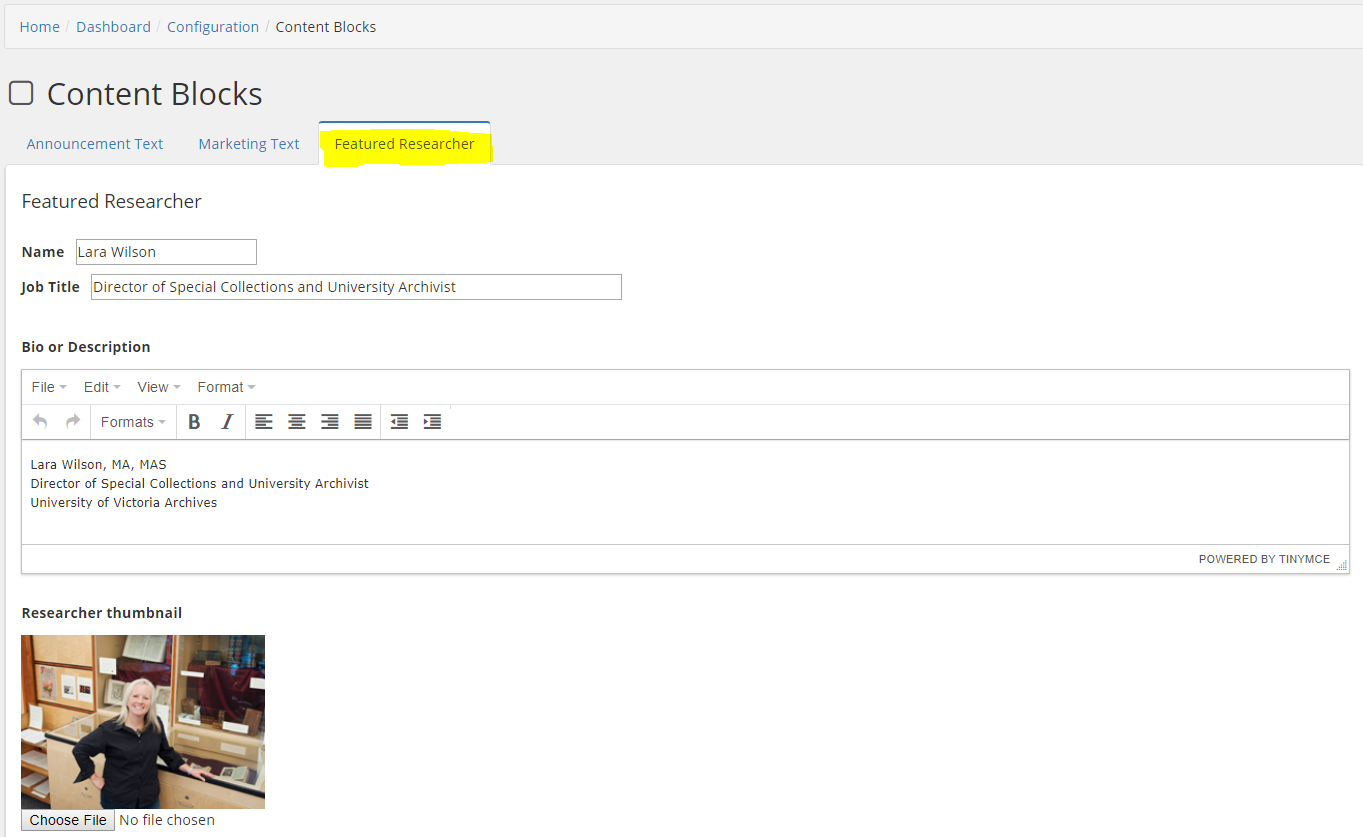 Home / Dashboard / Configuration / Content Blocks
Content Blocks
Announcement Text Marketing Text Featured Researcher
Featured Researcher
Name Lara Wilson
Job Title Director of Special Collections and University Archivist
Bio or Description
File Edit View Format
Formats B I
Lara Wilson, MA, MAS
Director of Special Collections and University Archivist
University of Victoria Archives
POWERED BY TINYMCE
Researcher thumbnail
Choose File No file chosen